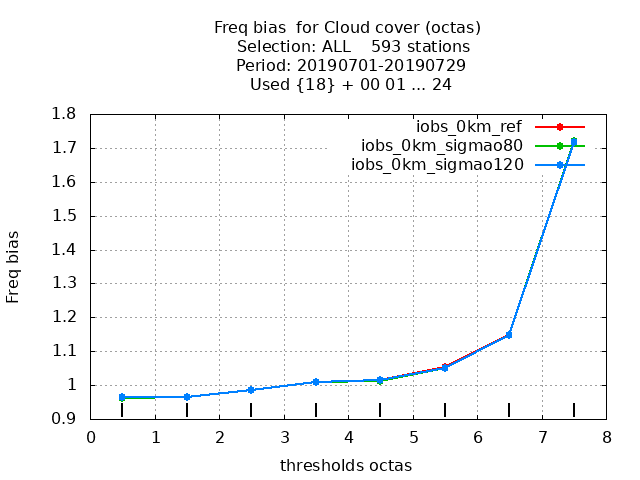 Freq bias  for Cloud cover (octas)
Selection: ALL    593 stations
Period: 20190701-20190729
Used {18} + 00 01 ... 24
iobs_0km_ref
iobs_0km_sigmao80
iobs_0km_sigmao120
Freq bias
1.8
1.7
1.6
1.5
1.4
1.3
1.2
1.1
1
0.9
0 1 2 3 4 5 6 7 8
thresholds octas